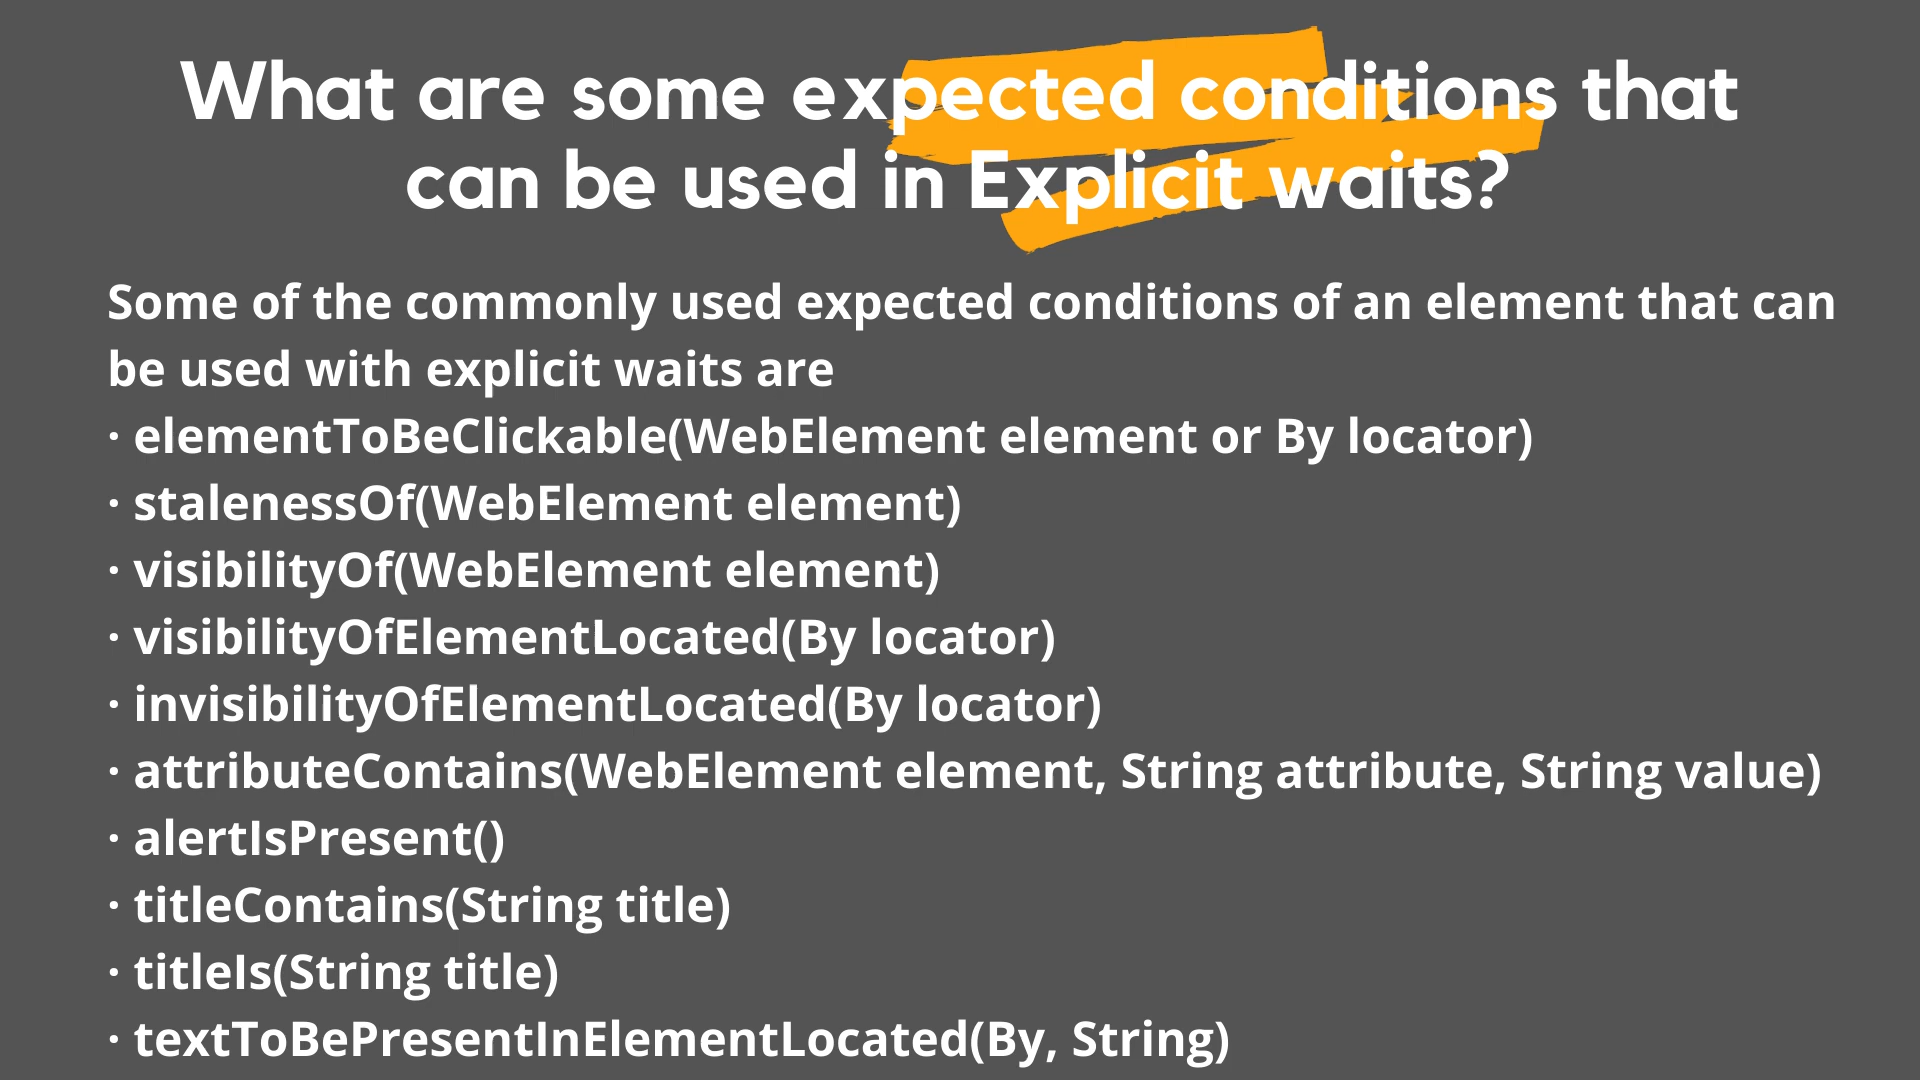 What are some expected conditions that
can be used in Explicit waits?
Some of the commonly used expected conditions of an element that can
be used with explicit waits are
· elementToBeClickable(WebElement element or By locator)
· stalenessOf(WebElement element)
· visibilityOf(WebElement element)
· visibilityOfElementLocated(By locator)
· invisibilityOfElementLocated(By locator)
· attributeContains(WebElement element, String attribute, String value)
· alertIsPresent()
· titleContains(String title)
· titleIs(String title)
· textToBePresentInElementLocated(By, String)